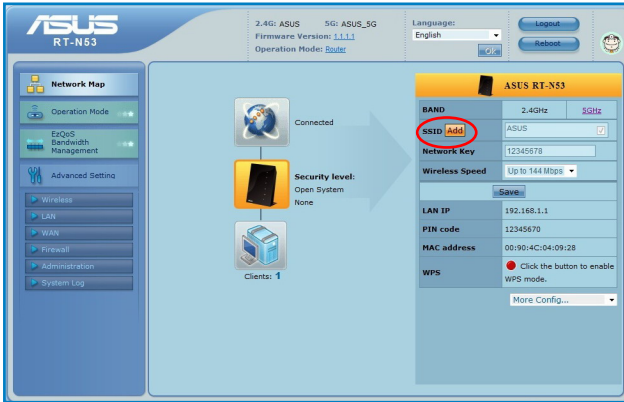 ASUS
RT-N53
2.4G: ASUS 5G: ASUS_5G
Firmware Version: 1.1.1.1
Operation Mode: Router
Language:
English
OK
Logout
Reboot
Network Map
Operation Mode
EzQoS
Bandwidth
Management
Advanced Setting
Wireless
LAN
WAN
Firewall
Administration
System Log
Connected
Security level:
Open System
None
Clients: 1
ASUS RT-N53
BAND 2.4GHz 5GHz
SSID Add ASUS
Network Key 12345678
Wireless Speed Up to 144 Mbps
Save
LAN IP 192.168.1.1
PIN code 12345670
MAC address 00:90:4C:04:09:28
WPS Click the button to enable
WPS mode.
More Config...